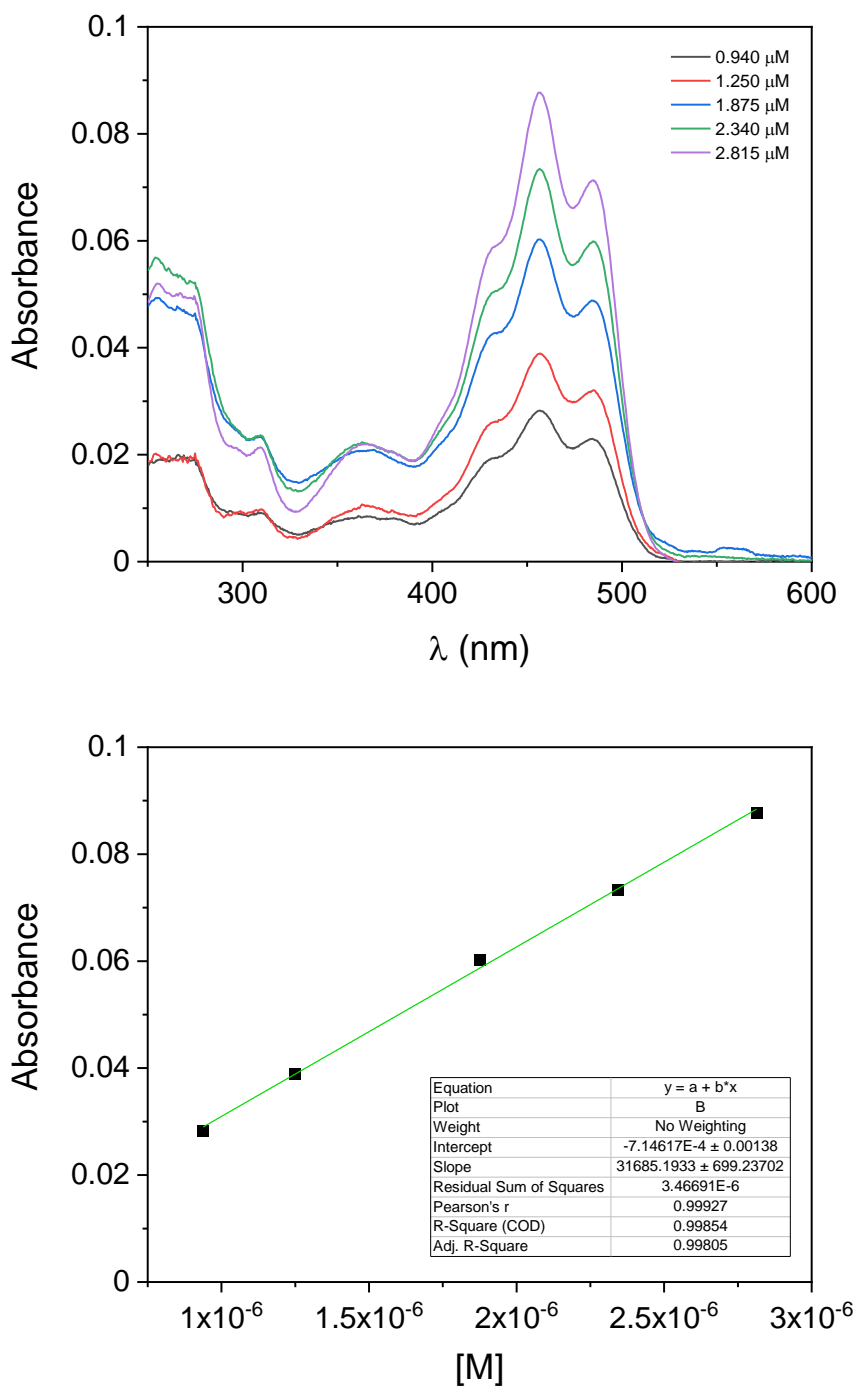 0.1
0.08
0.06
0.04
0.02
0
Absorbance
0.940 μM
1.250 μM
1.875 μM
2.340 μM
2.815 μM
300 400 500 600
λ (nm)
0.1
0.08
0.06
0.04
0.02
0
Absorbance
Equation y = a + b*x
Plot B
Weight No Weighting
Intercept -7.14617E-4 ± 0.00138
Slope 31685.1933 ± 699.23702
Residual Sum of Squares 3.46691E-6
Pearson's r 0.99927
R-Square (COD) 0.99854
Adj. R-Square 0.99805
1x10⁻⁶ 1.5x10⁻⁶ 2x10⁻⁶ 2.5x10⁻⁶ 3x10⁻⁶
[M]